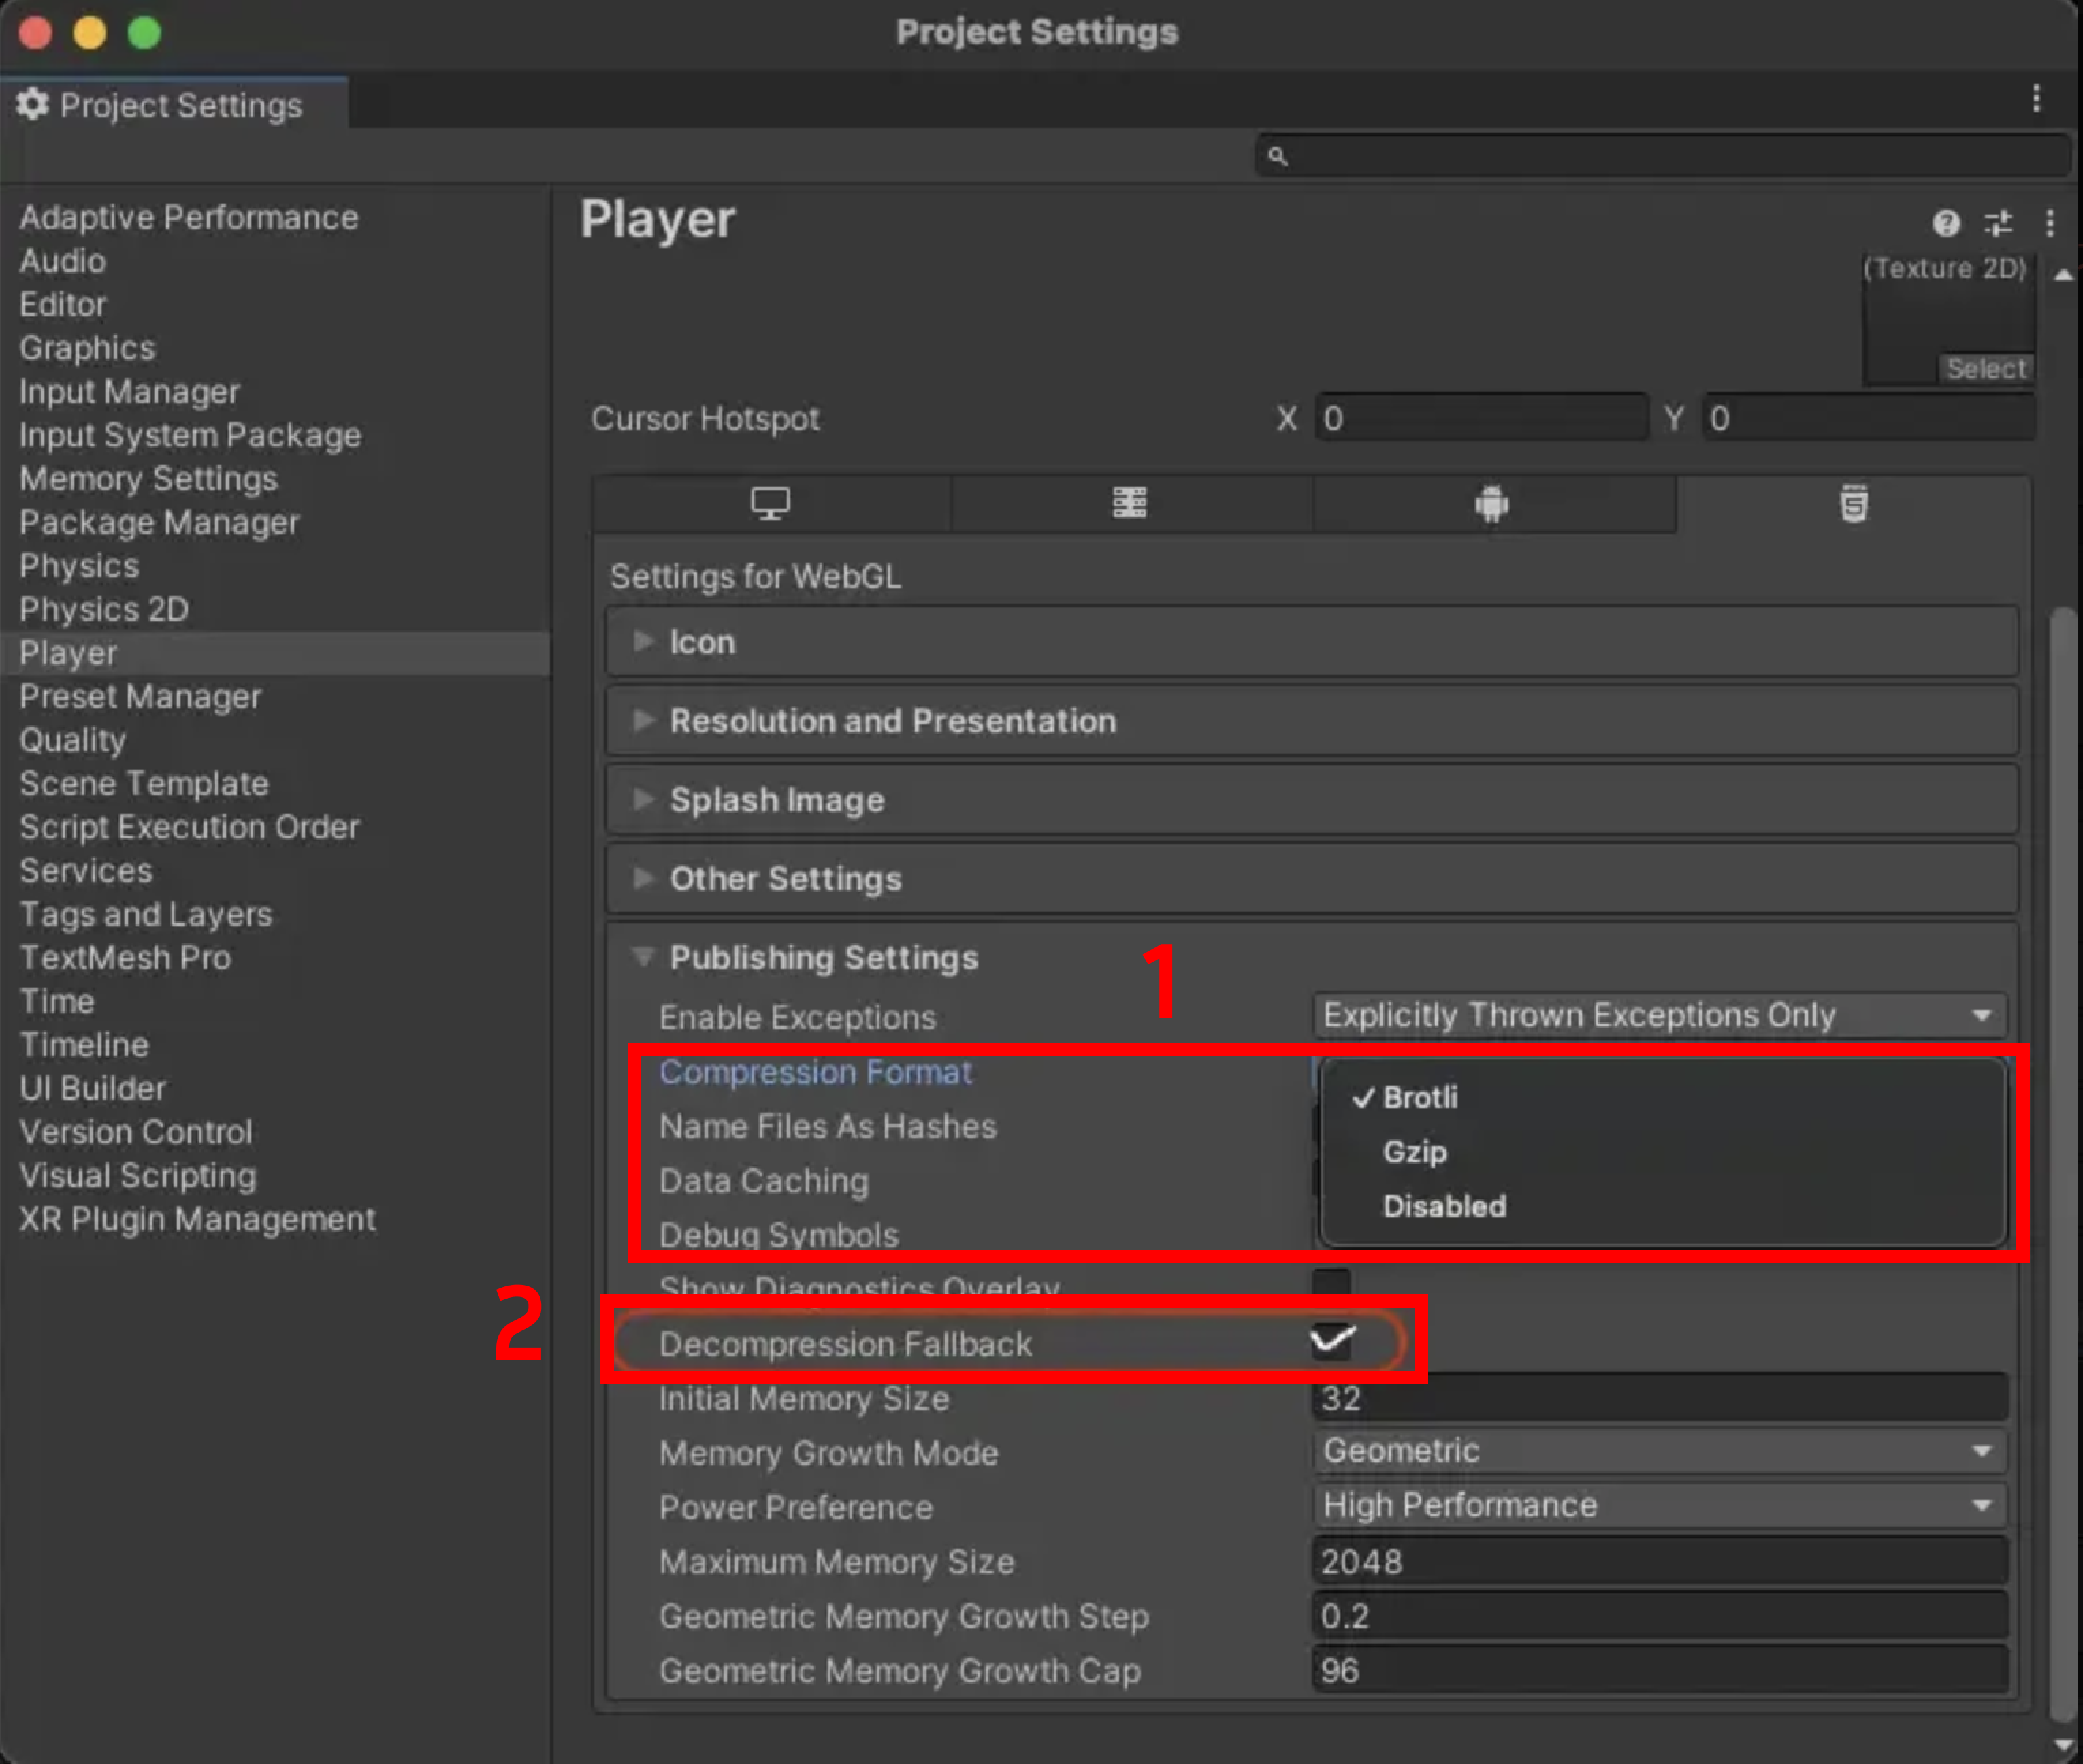 Project Settings
Project Settings
Adaptive Performance
Audio
Editor
Graphics
Input Manager
Input System Package
Memory Settings
Package Manager
Physics
Physics 2D
Player
Preset Manager
Quality
Scene Template
Script Execution Order
Services
Tags and Layers
TextMesh Pro
Time
Timeline
UI Builder
Version Control
Visual Scripting
XR Plugin Management
Player
(Texture 2D)
Select
Cursor Hotspot X 0 Y 0
Settings for WebGL
Icon
Resolution and Presentation
Splash Image
Other Settings
Publishing Settings
1
Enable Exceptions Explicitly Thrown Exceptions Only
Compression Format
Brotli
Name Files As Hashes
Gzip
Data Caching
Disabled
Debug Symbols
Show Diagnostics Overlay
2
Decompression Fallback
Initial Memory Size 32
Memory Growth Mode Geometric
Power Preference High Performance
Maximum Memory Size 2048
Geometric Memory Growth Step 0.2
Geometric Memory Growth Cap 96